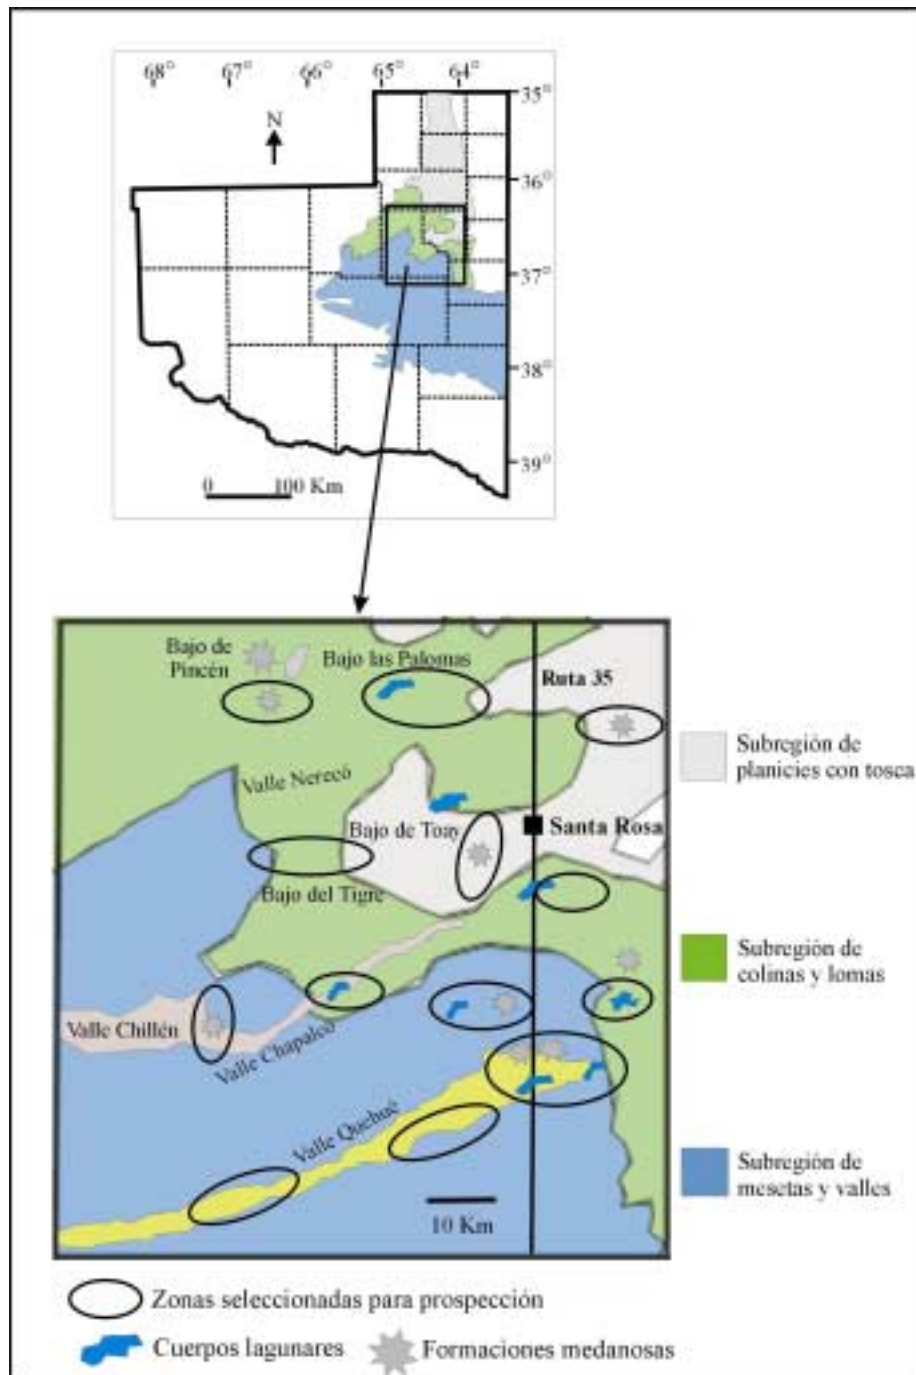 68° 67° 66° 65° 64°
35°
N
36°
37°
38°
39°
0 100 Km
Bajo de
Pincén
Bajo las Palomas
Ruta 35
Valle Nerecó
Bajo de Toay
Santa Rosa
Bajo del Tigre
Valle Chillén
Valle Chapalcó
Valle Quehué
10 Km
Subregión de
planicies con tosca
Subregión de
colinas y lomas
Subregión de
mesetas y valles
Zonas seleccionadas para prospección
Cuerpos lagunares
Formaciones medanosas